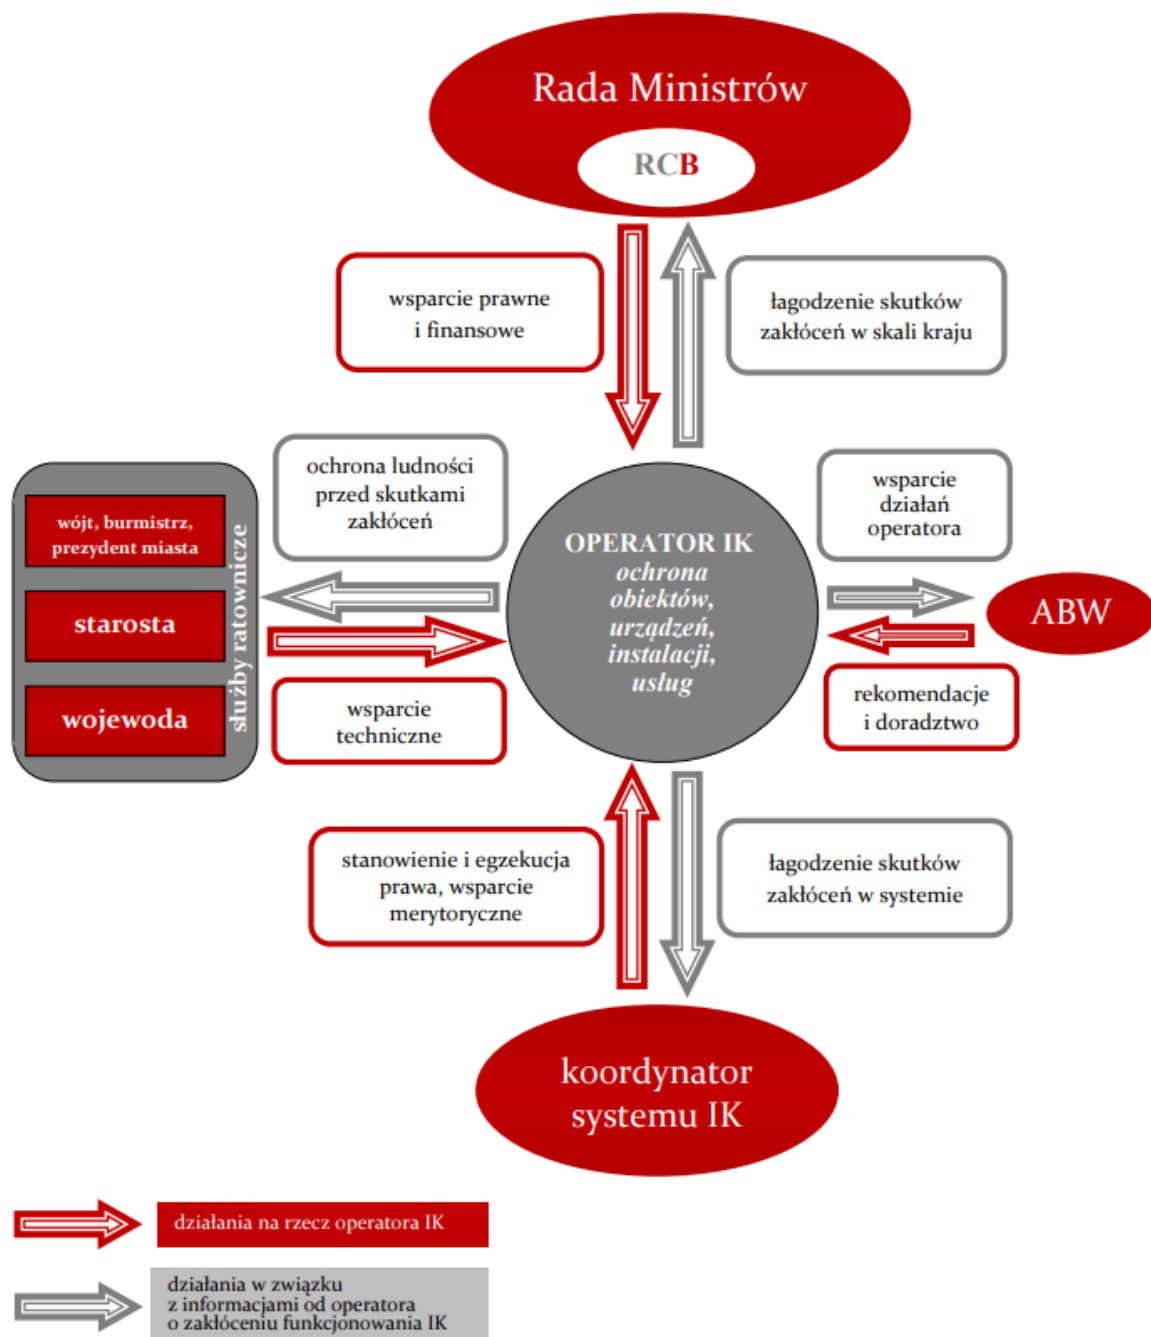 Rada Ministrów
RCB
wsparcie prawne
i finansowe
łagodzenie skutków
zakłóceń w skali kraju
ochrona ludności
przed skutkami
zakłóceń
wsparcie
działań
operatora
wójt, burmistrz,
prezydent miasta
starosta
wojewoda
służby ratownicze
OPERATOR IK
ochrona
obiektów,
urządzeń,
instalacji,
usług
ABW
wsparcie
techniczne
rekomendacje
i doradztwo
stanowienie i egzekucja
prawa, wsparcie
merytoryczne
łagodzenie skutków
zakłóceń w systemie
koordynator
systemu IK
działania na rzecz operatora IK
działania w związku
z informacjami od operatora
o zakłóceniu funkcjonowania IK